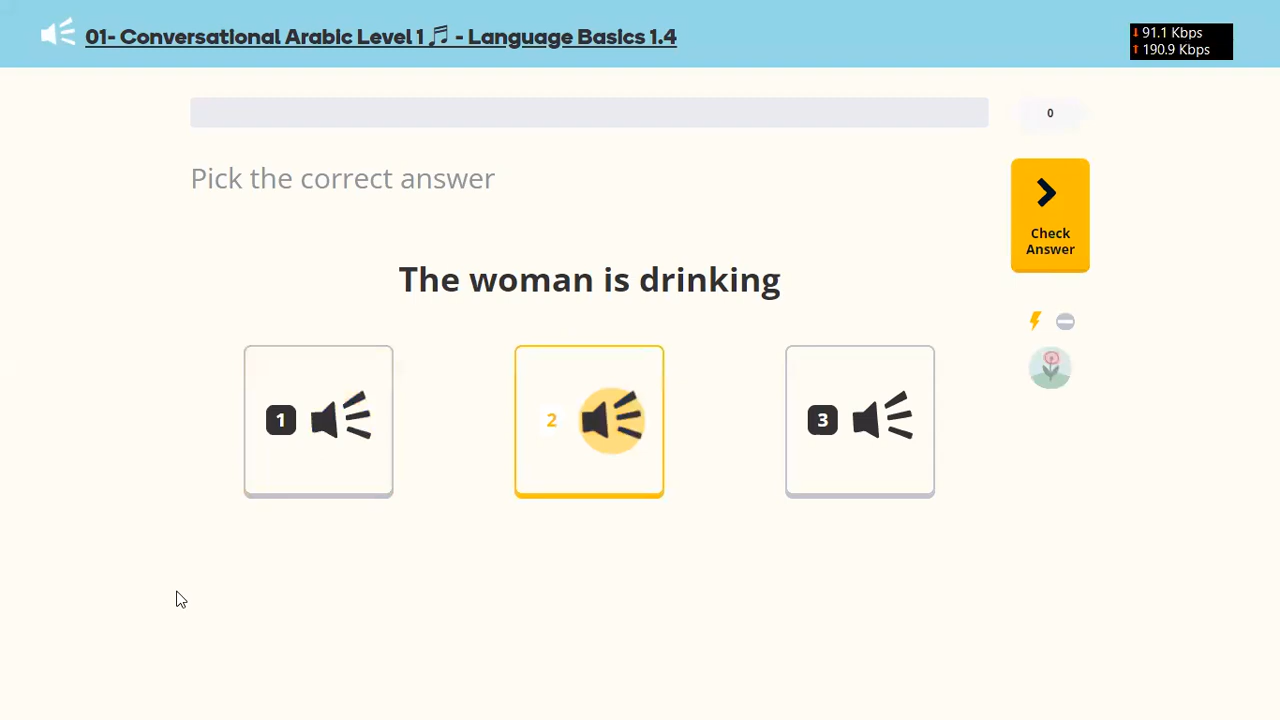 01- Conversational Arabic Level 1 🎵 - Language Basics 1.4
↓ 91.1 Kbps
↑ 190.9 Kbps
0
Pick the correct answer
Check
Answer
The woman is drinking
1
2
3